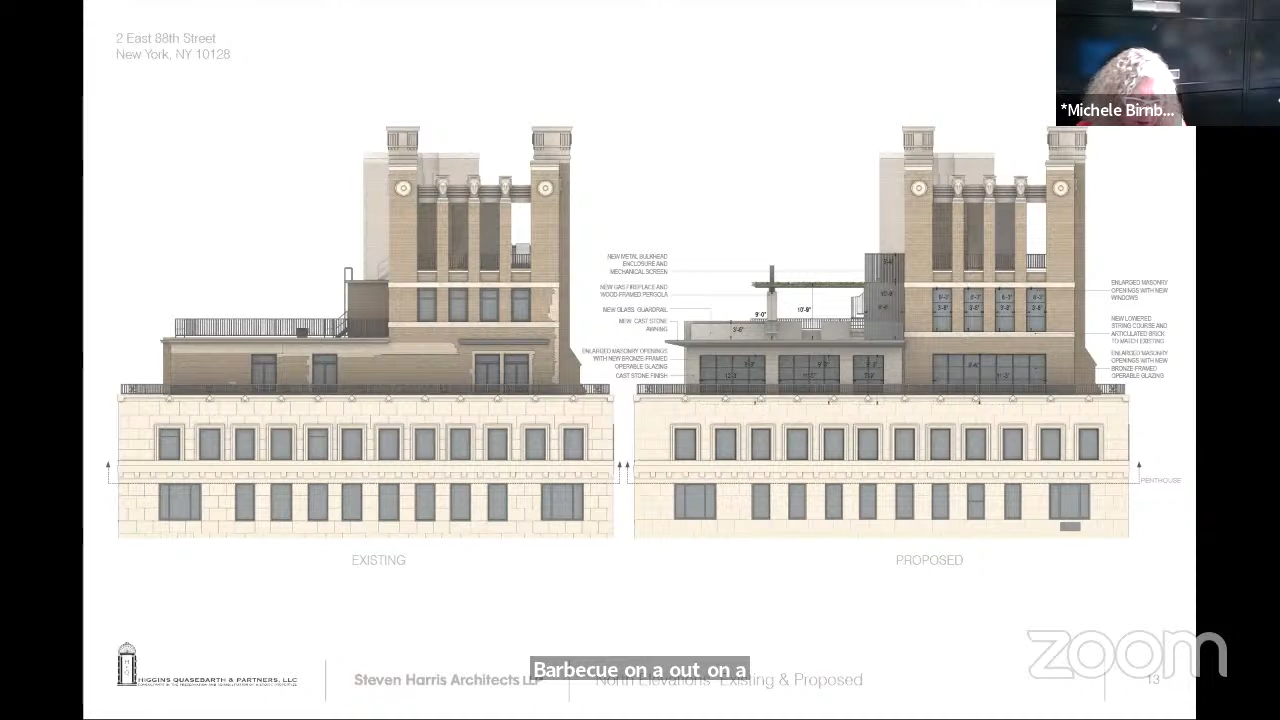 2 East 88th Street
New York, NY 10128
*Michele Birnb...
NEW METAL BULKHEAD
ENCLOSURE AND
MECHANICAL SCREEN
NEW GAS FIREPLACE AND
WOOD-FRAMED PERGOLA
NEW GLASS GUARDRAIL
NEW CAST STONE
AWNING
ENLARGED MASONRY OPENINGS
WITH NEW BRONZE-FRAMED
OPERABLE GLAZING
CAST STONE FINISH
ENLARGED MASONRY
OPENINGS WITH NEW
WINDOWS
NEW LOWERED
STRING COURSE AND
ARTICULATED BRICK
TO MATCH EXISTING
ENLARGED MASONRY
OPENINGS WITH NEW
BRONZE-FRAMED
OPERABLE GLAZING
PENTHOUSE
EXISTING
PROPOSED
HIGGINS QUASEBARTH & PARTNERS, LLC
Steven Harris Architects LLP
North Elevations Existing & Proposed
13
Barbecue on a out on a
zoom